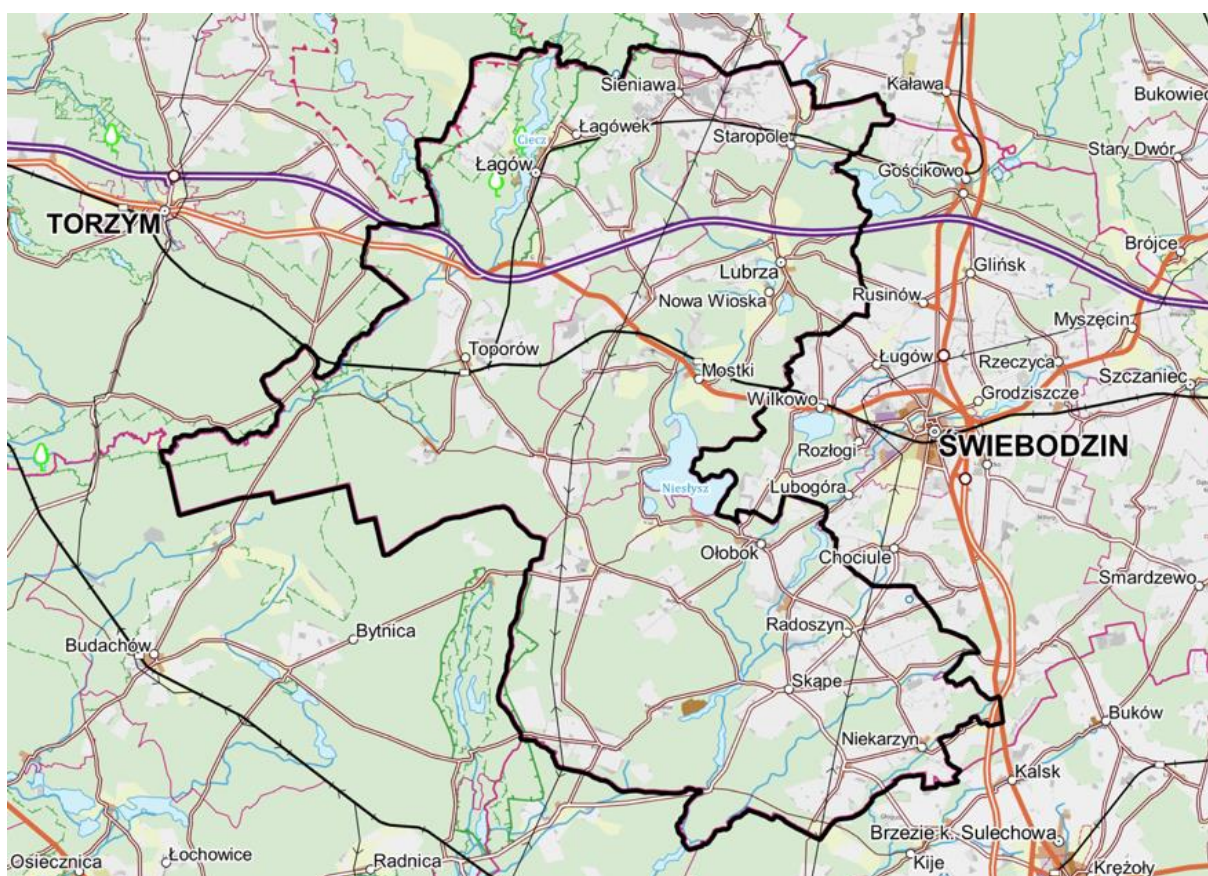 Sieniawa
Kaława
Bukowiec
Ciecz
Łagówek
Staropole
Stary Dwór
Łagów
Gościkowo
TORZYM
Brójce
Lubrza
Glińsk
Nowa Wioska
Rusinów
Myszęcin
Toporów
Ługów
Rzeczyca
Mostki
Szczaniec
Wilkowo
Grodziszcze
ŚWIEBODZIN
Rozłogi
Niesłysz
Lubogóra
Ołobok
Chociule
Smardzewo
Bytnica
Radoszyn
Budachów
Skąpe
Buków
Niekarzyn
Kalsk
Brzezie k. Sulechowa
Osiecznica
Łochowice
Radnica
Kije
Krężoły